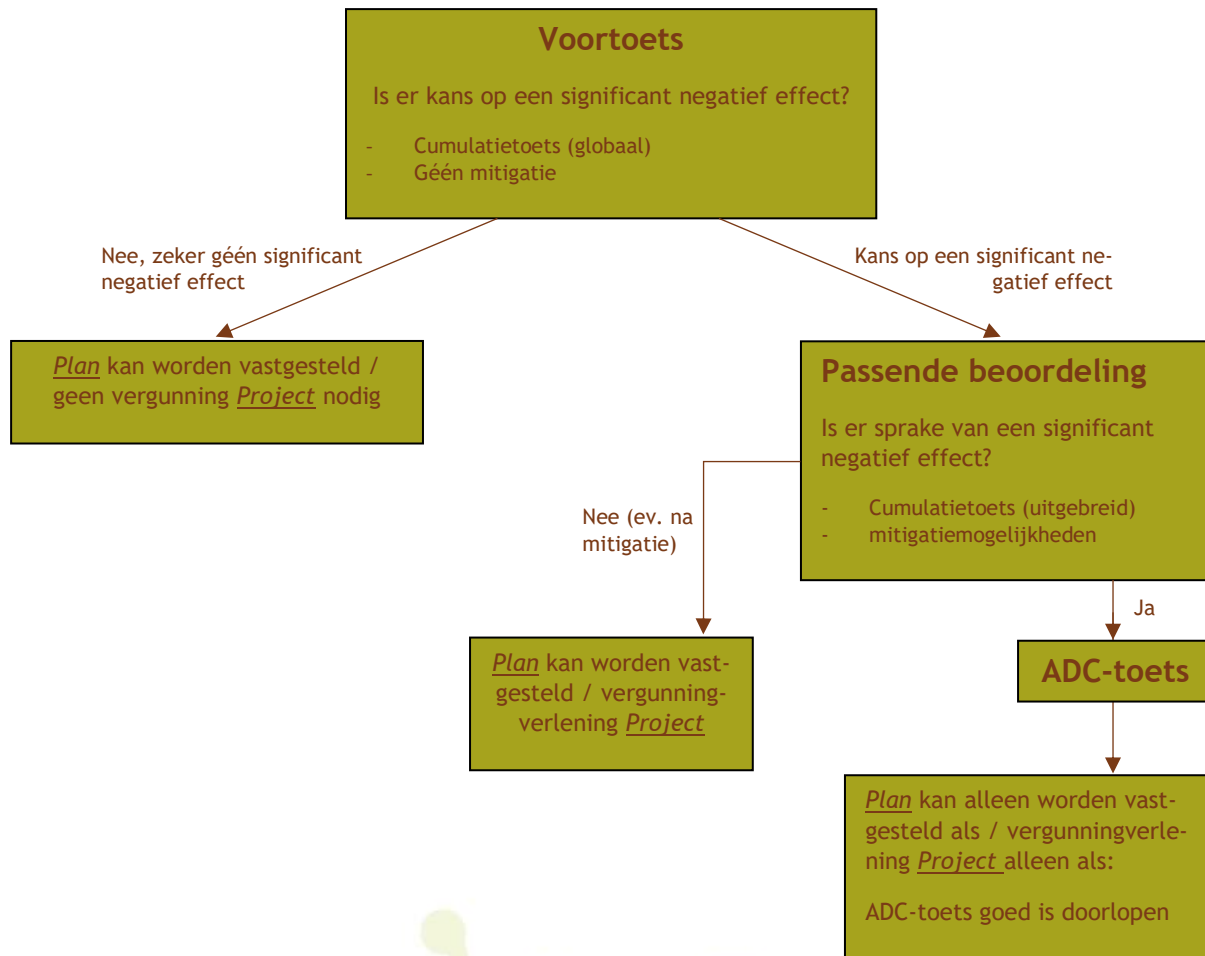 Voortoets
Is er kans op een significant negatief effect?
- Cumulatietoets (globaal)
- Géén mitigatie
Nee, zeker géén significant
negatief effect
Kans op een significant ne-
gatief effect
Plan kan worden vastgesteld /
geen vergunning Project nodig
Passende beoordeling
Is er sprake van een significant
negatief effect?
- Cumulatietoets (uitgebreid)
- mitigatiemogelijkheden
Nee (ev. na
mitigatie)
Ja
Plan kan worden vast-
gesteld / vergunning-
verlening Project
ADC-toets
Plan kan alleen worden vast-
gesteld als / vergunningverle-
ning Project alleen als:
ADC-toets goed is doorlopen